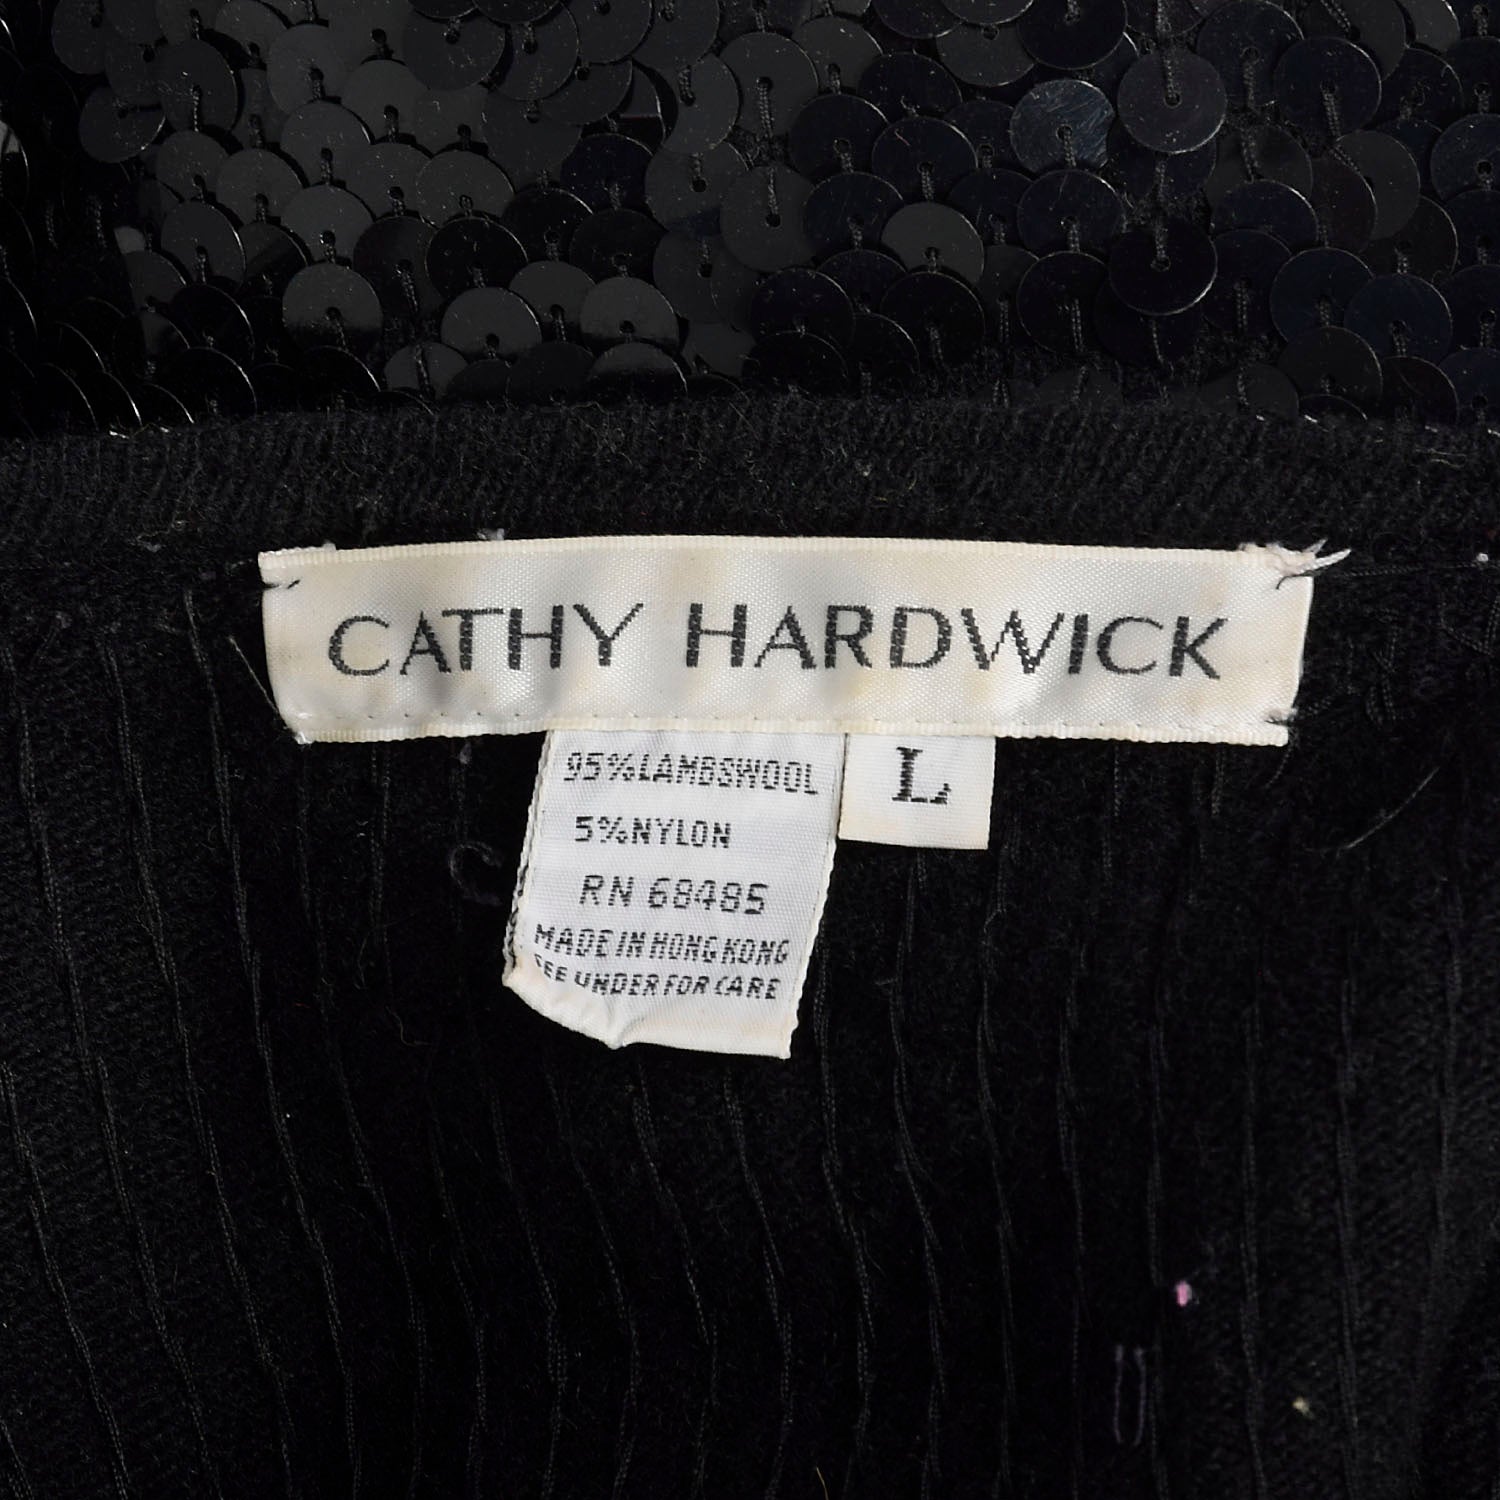 CATHY HARDWICK
L
95%LAMBSWOOL
5%NYLON
RN 68485
MADE IN HONG KONG
SEE UNDER FOR CARE